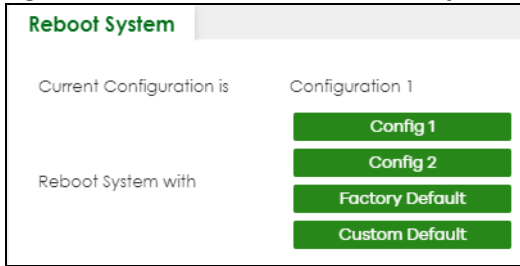 Reboot System
Current Configuration is Configuration 1
Config 1
Config 2
Reboot System with
Factory Default
Custom Default